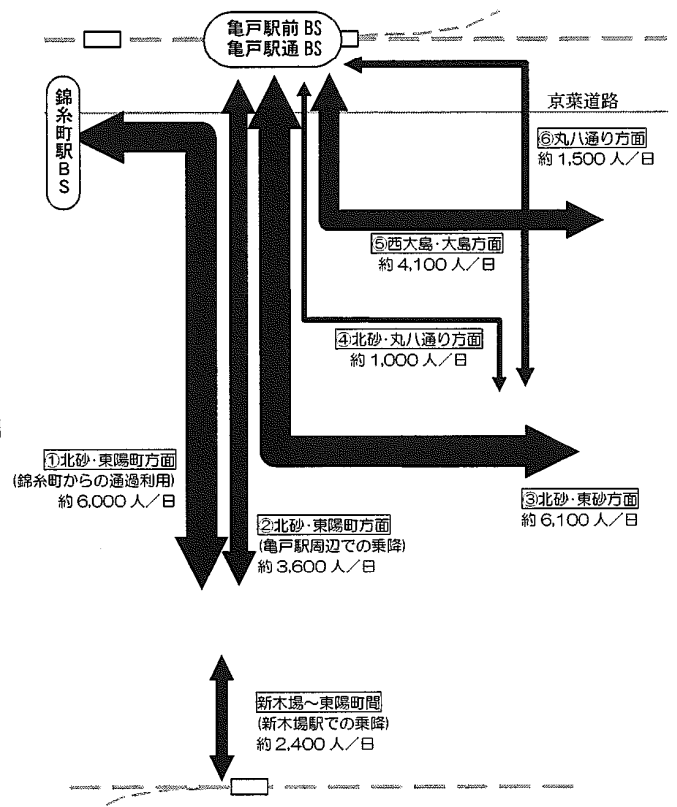 亀戸駅前 BS
亀戸駅通 BS
錦糸町駅BS
京葉道路
⑥丸八通り方面
約 1,500 人／日
⑤西大島・大島方面
約 4,100 人／日
④北砂・丸八通り方面
約 1,000 人／日
①北砂・東陽町方面
(錦糸町からの通過利用)
約 6,000 人／日
②北砂・東陽町方面
(亀戸駅周辺での乗降)
約 3,600 人／日
③北砂・東砂方面
約 6,100 人／日
新木場～東陽町間
(新木場駅での乗降)
約 2,400 人／日